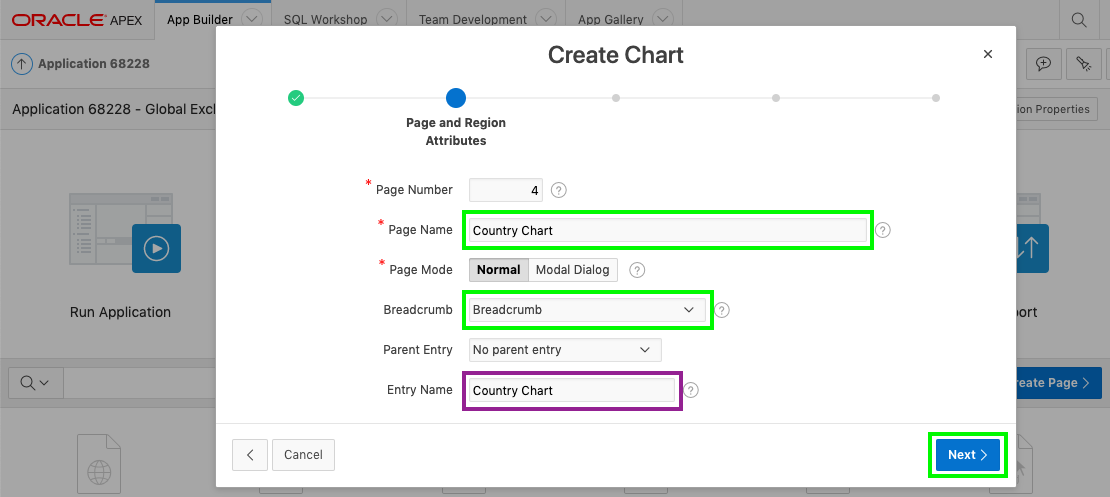 ORACLE APEX App Builder SQL Workshop Team Development App Gallery
Application 68228
Create Chart
Application 68228 - Global Exc
ion Properties
Page and Region
Attributes
* Page Number 4 ?
* Page Name Country Chart ?
* Page Mode Normal Modal Dialog ?
Breadcrumb Breadcrumb ?
Run Application
port
Parent Entry No parent entry
reate Page >
Entry Name Country Chart ?
< Cancel Next >